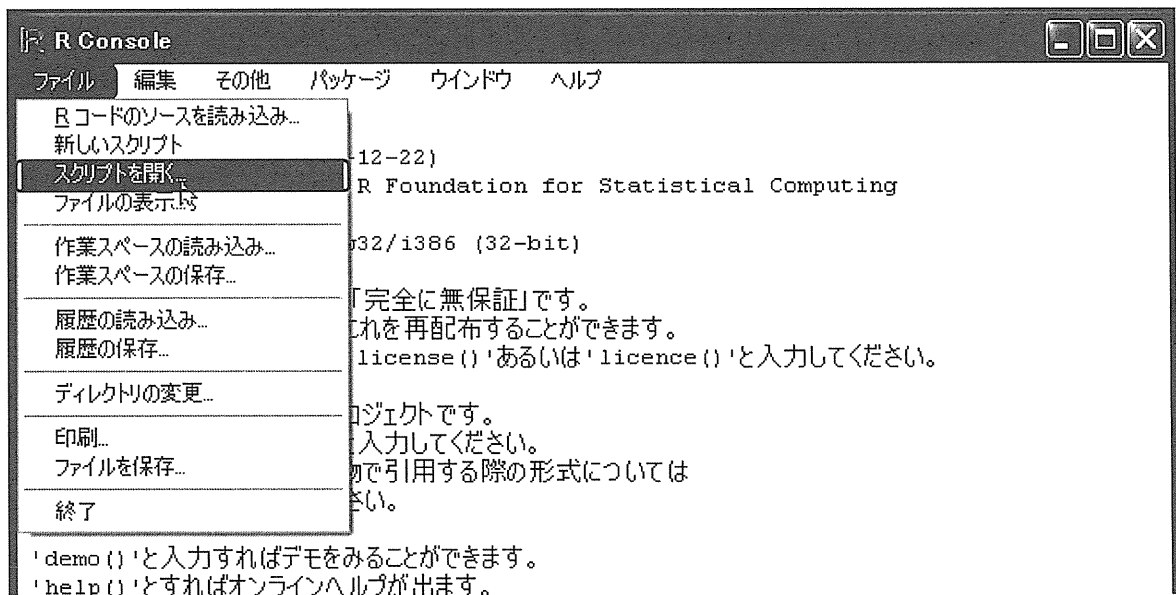 R Console
ファイル 編集 その他 パッケージ ウインドウ ヘルプ
Rコードのソースを読み込み...
新しいスクリプト
スクリプトを開く...
ファイルの表示
作業スペースの読み込み...
作業スペースの保存...
履歴の読み込み...
履歴の保存...
ディレクトリの変更...
印刷...
ファイルを保存...
終了
-12-22)
R Foundation for Statistical Computing
32/i386 (32-bit)
「完全に無保証」です。
これを再配布することができます。
license()'あるいは'licence()'と入力してください。
ロジェクトです。
入力してください。
で引用する際の形式については
さい。
'demo()'と入力すればデモをみることができます。
'help()'とすればオンラインヘルプが出ます。